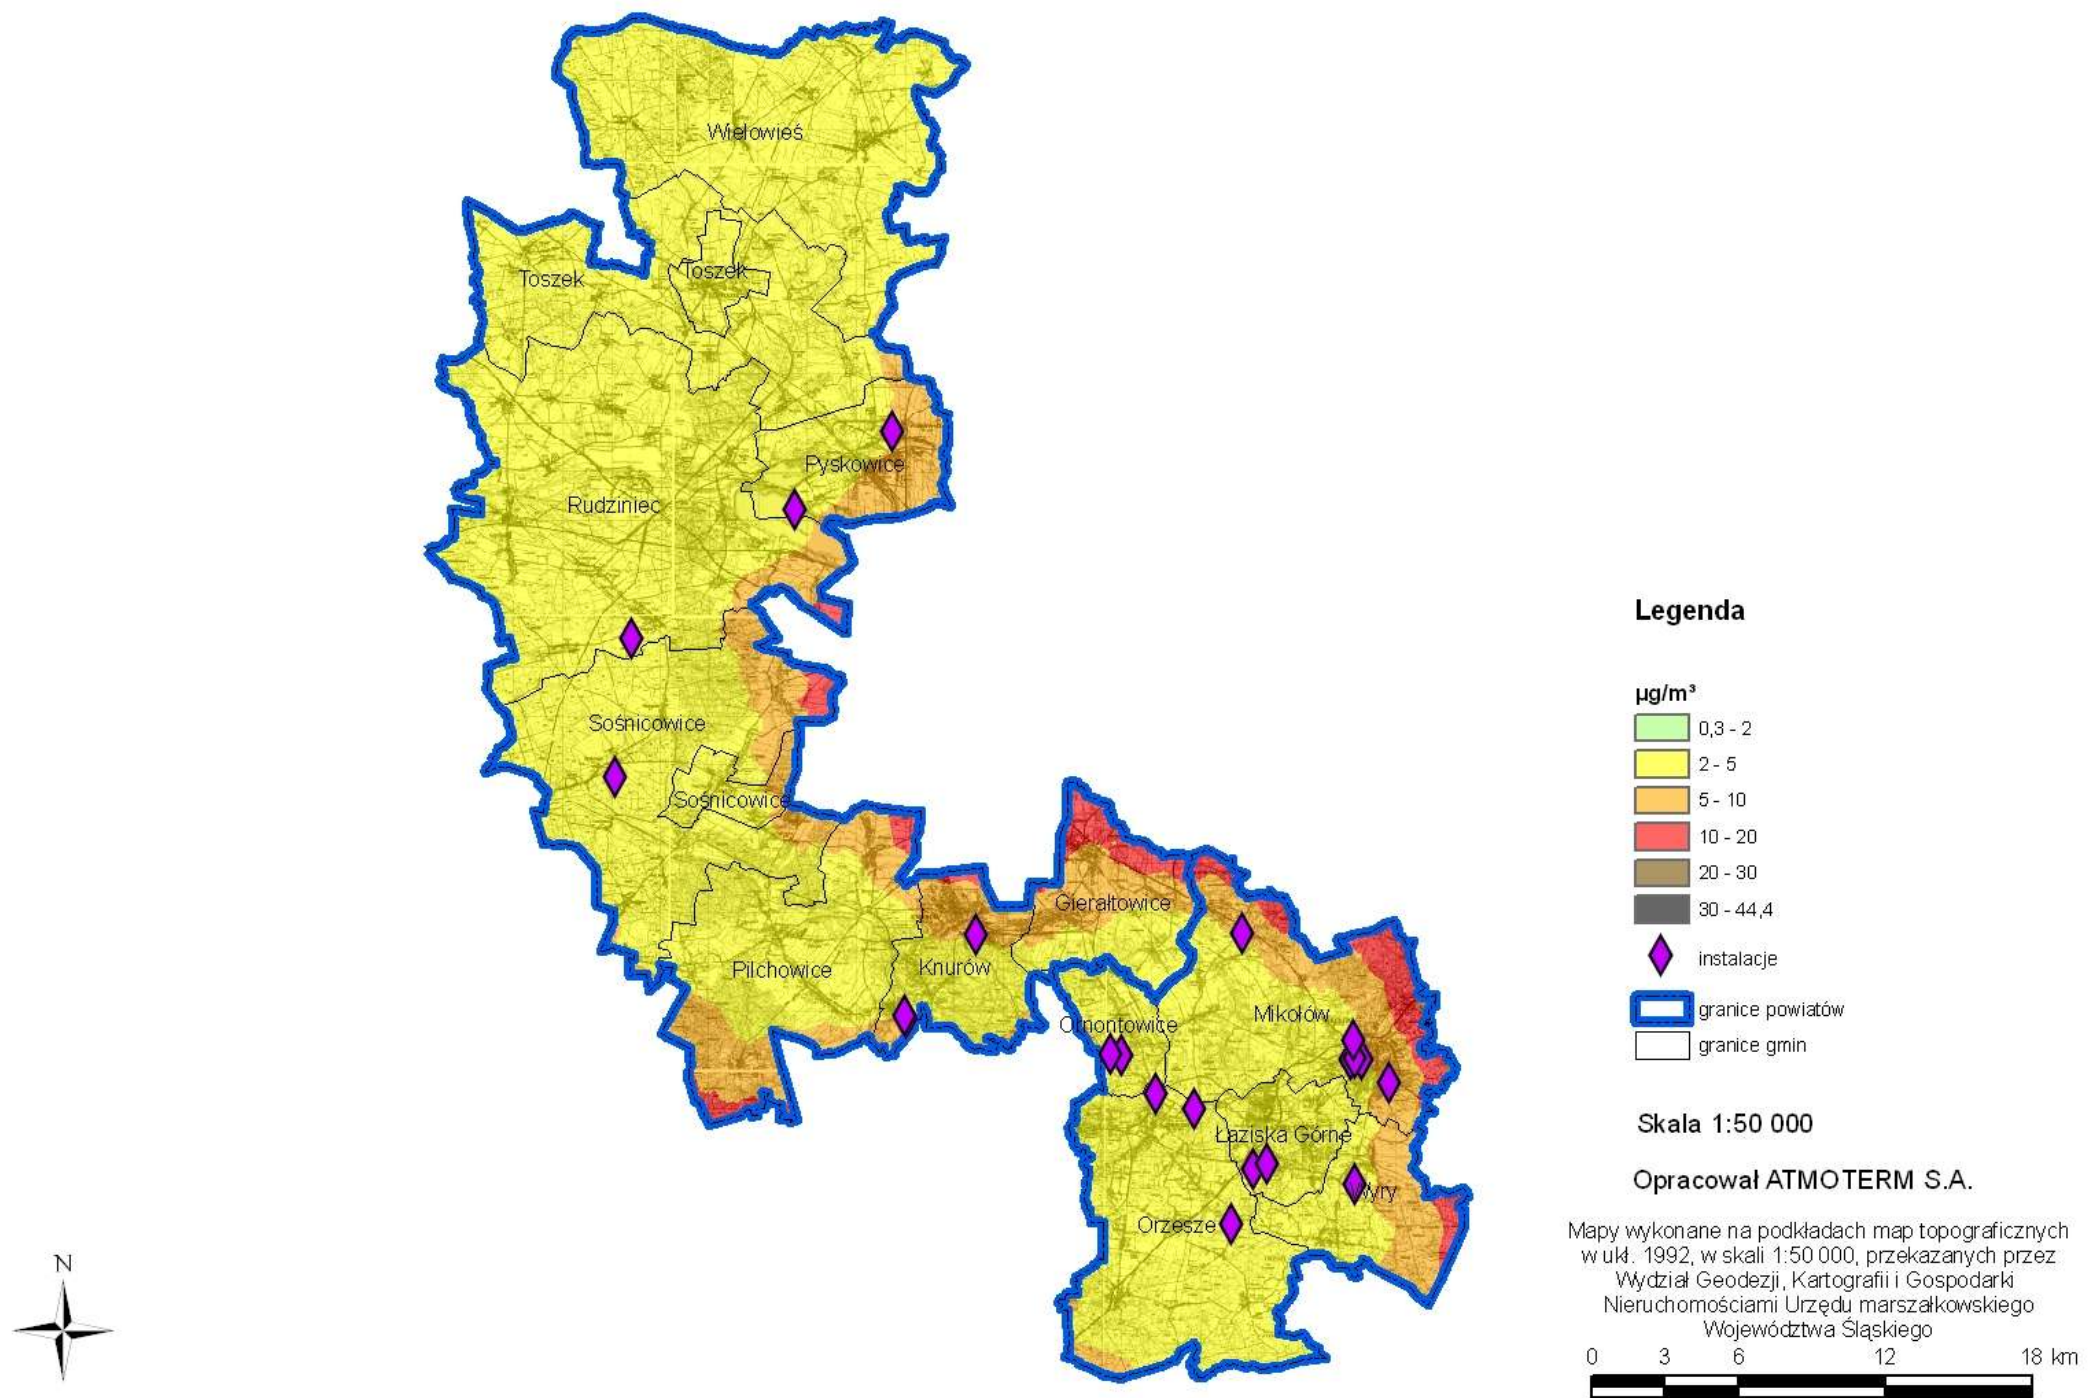 Wielowieś
Toszek
Toszek
Pyskowice
Rudziniec
Sośnicowice
Sośnicowice
Gierałtowice
Knurów
Pilchowice
Ornontowice
Mikołów
Łaziska Górne
Wyry
Orzesze
N
Legenda
µg/m³
0,3 - 2
2 - 5
5 - 10
10 - 20
20 - 30
30 - 44,4
instalacje
granice powiatów
granice gmin
Skala 1:50 000
Opracował ATMOTERM S.A.
Mapy wykonane na podkładach map topograficznych
w ukł. 1992, w skali 1:50 000, przekazanych przez
Wydział Geodezji, Kartografii i Gospodarki
Nieruchomościami Urzędu marszałkowskiego
Województwa Śląskiego
0 3 6 12 18 km